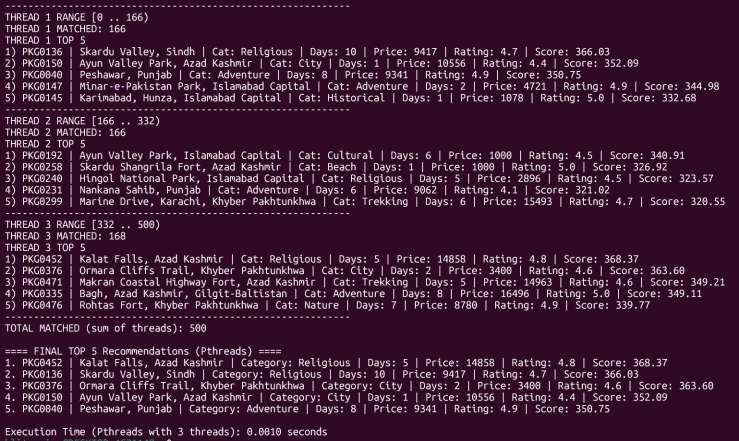 ------------------------------------------------------------
THREAD 1 RANGE [0 .. 166)
THREAD 1 MATCHED: 166
THREAD 1 TOP 5
1) PKG0136 | Skardu Valley, Sindh | Cat: Religious | Days: 10 | Price: 9417 | Rating: 4.7 | Score: 366.03
2) PKG0150 | Ayun Valley Park, Azad Kashmir | Cat: City | Days: 1 | Price: 10556 | Rating: 4.4 | Score: 352.09
3) PKG0040 | Peshawar, Punjab | Cat: Adventure | Days: 8 | Price: 9341 | Rating: 4.9 | Score: 350.75
4) PKG0147 | Minar-e-Pakistan Park, Islamabad Capital | Cat: Adventure | Days: 2 | Price: 4721 | Rating: 4.9 | Score: 344.98
5) PKG0145 | Karimabad, Hunza, Islamabad Capital | Cat: Historical | Days: 1 | Price: 1078 | Rating: 5.0 | Score: 332.68
------------------------------------------------------------
THREAD 2 RANGE [166 .. 332)
THREAD 2 MATCHED: 166
THREAD 2 TOP 5
1) PKG0192 | Ayun Valley Park, Islamabad Capital | Cat: Cultural | Days: 6 | Price: 1000 | Rating: 4.5 | Score: 340.91
2) PKG0258 | Skardu Shangrila Fort, Azad Kashmir | Cat: Beach | Days: 1 | Price: 1000 | Rating: 5.0 | Score: 326.92
3) PKG0240 | Hingol National Park, Islamabad Capital | Cat: Religious | Days: 5 | Price: 2896 | Rating: 4.5 | Score: 323.57
4) PKG0231 | Nankana Sahib, Punjab | Cat: Adventure | Days: 6 | Price: 9062 | Rating: 4.1 | Score: 321.02
5) PKG0299 | Marine Drive, Karachi, Khyber Pakhtunkhwa | Cat: Trekking | Days: 6 | Price: 15493 | Rating: 4.7 | Score: 320.55
------------------------------------------------------------
THREAD 3 RANGE [332 .. 500)
THREAD 3 MATCHED: 168
THREAD 3 TOP 5
1) PKG0452 | Kalat Falls, Azad Kashmir | Cat: Religious | Days: 5 | Price: 14858 | Rating: 4.8 | Score: 368.37
2) PKG0376 | Ormara Cliffs Trail, Khyber Pakhtunkhwa | Cat: City | Days: 2 | Price: 3400 | Rating: 4.6 | Score: 363.60
3) PKG0471 | Makran Coastal Highway Fort, Azad Kashmir | Cat: Trekking | Days: 5 | Price: 14963 | Rating: 4.6 | Score: 349.21
4) PKG0335 | Bagh, Azad Kashmir, Gilgit-Baltistan | Cat: Adventure | Days: 8 | Price: 16496 | Rating: 5.0 | Score: 349.11
5) PKG0476 | Rohtas Fort, Khyber Pakhtunkhwa | Cat: Nature | Days: 7 | Price: 8780 | Rating: 4.9 | Score: 339.77
------------------------------------------------------------
TOTAL MATCHED (sum of threads): 500
==== FINAL TOP 5 Recommendations (Pthreads) ====
1. PKG0452 | Kalat Falls, Azad Kashmir | Category: Religious | Days: 5 | Price: 14858 | Rating: 4.8 | Score: 368.37
2. PKG0136 | Skardu Valley, Sindh | Category: Religious | Days: 10 | Price: 9417 | Rating: 4.7 | Score: 366.03
3. PKG0376 | Ormara Cliffs Trail, Khyber Pakhtunkhwa | Category: City | Days: 2 | Price: 3400 | Rating: 4.6 | Score: 363.60
4. PKG0150 | Ayun Valley Park, Azad Kashmir | Category: City | Days: 1 | Price: 10556 | Rating: 4.4 | Score: 352.09
5. PKG0040 | Peshawar, Punjab | Category: Adventure | Days: 8 | Price: 9341 | Rating: 4.9 | Score: 350.75
Execution Time (Pthreads with 3 threads): 0.0010 seconds